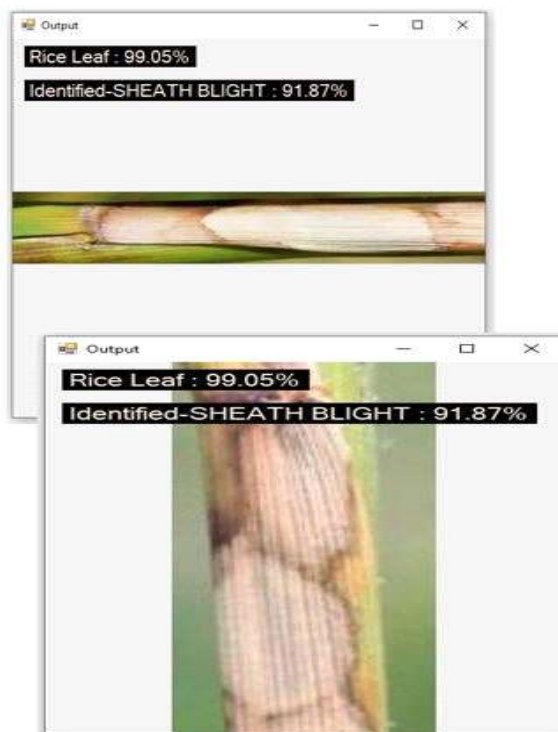 Output
Rice Leaf : 99.05%
Identified-SHEATH BLIGHT : 91.87%
Output
Rice Leaf : 99.05%
Identified-SHEATH BLIGHT : 91.87%